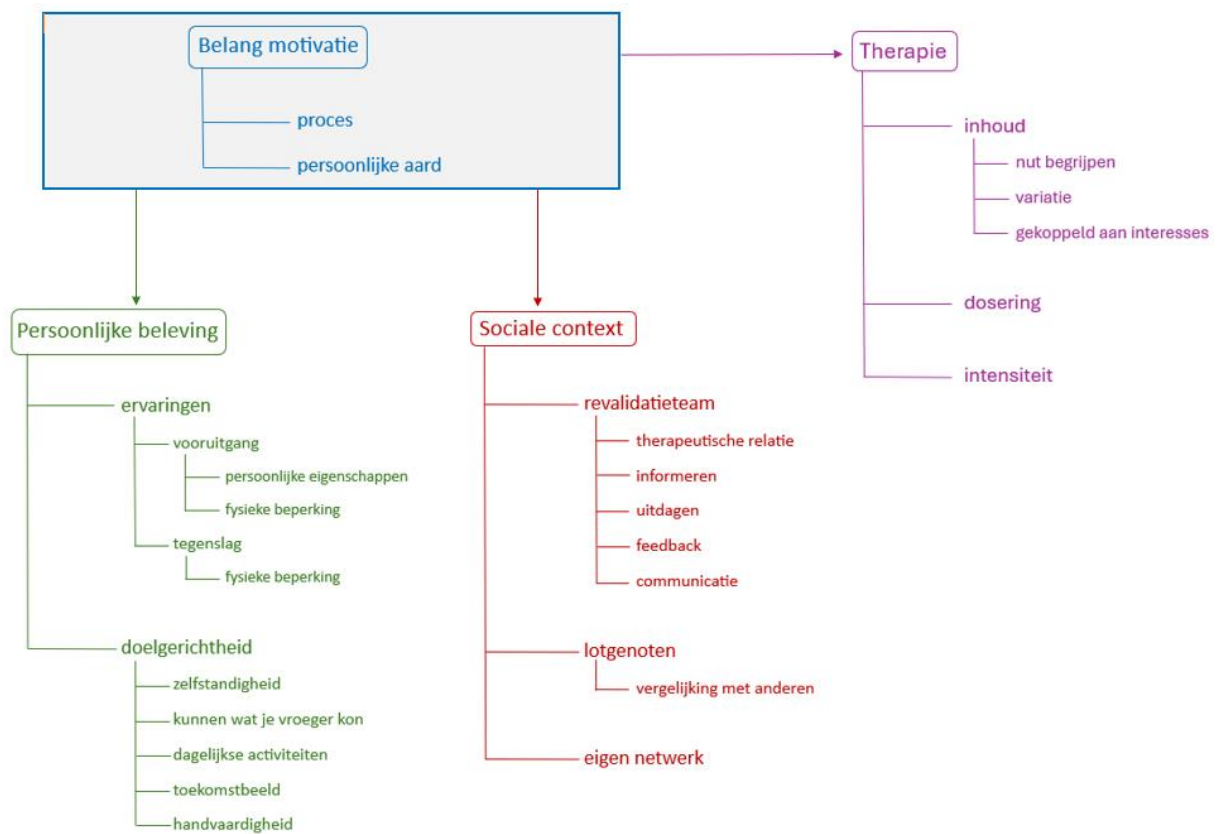 Belang motivatie
proces
persoonlijke aard
Therapie
inhoud
nut begrijpen
variatie
gekoppeld aan interesses
dosering
intensiteit
Persoonlijke beleving
ervaringen
vooruitgang
persoonlijke eigenschappen
fysieke beperking
tegenslag
fysieke beperking
doelgerichtheid
zelfstandigheid
kunnen wat je vroeger kon
dagelijkse activiteiten
toekomstbeeld
handvaardigheid
Sociale context
revalidatieteam
therapeutische relatie
informeren
uitdagen
feedback
communicatie
lotgenoten
vergelijking met anderen
eigen netwerk